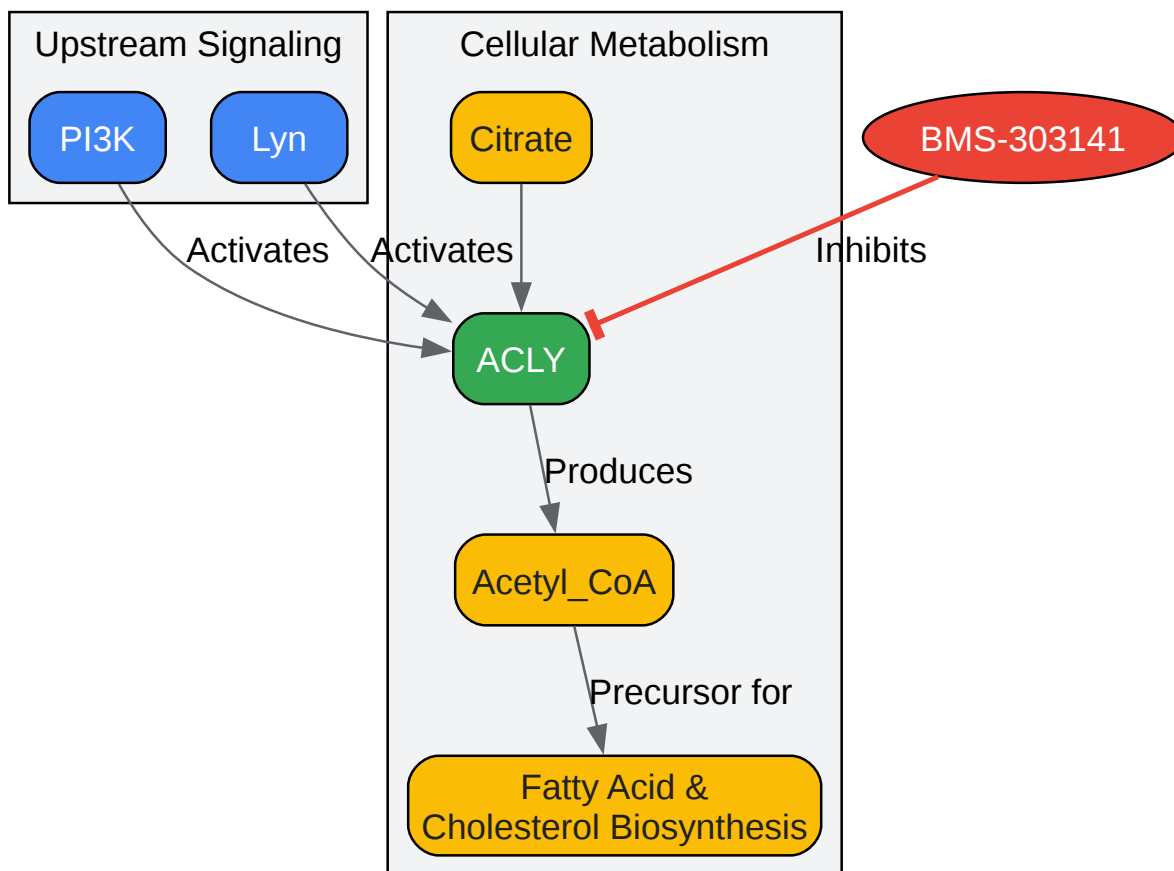 Upstream Signaling
Cellular Metabolism
PI3K
Lyn
Citrate
BMS-303141
Activates
Activates
Inhibits
ACLY
Produces
Acetyl_CoA
Precursor for
Fatty Acid &
Cholesterol Biosynthesis